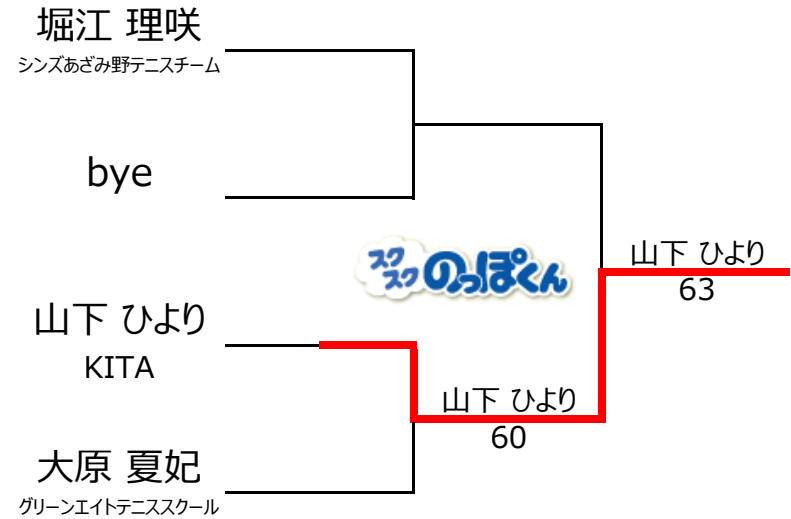 堀江 理咲
シンズあざみ野テニスチーム
bye
スクスクのっぽくん
山下 ひより
63
山下 ひより
KITA
山下 ひより
60
大原 夏妃
グリーンエイトテニススクール